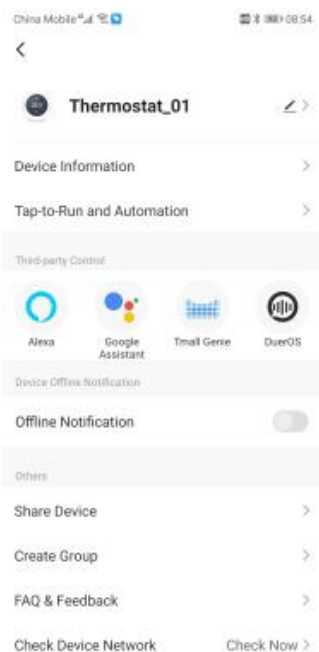 China Mobile 08:54
Thermostat_01
Device Information
Tap-to-Run and Automation
Third-party Control
Alexa Google Assistant Tmall Genie DuerOS
Device Offline Notification
Offline Notification
Others
Share Device
Create Group
FAQ & Feedback
Check Device Network Check Now